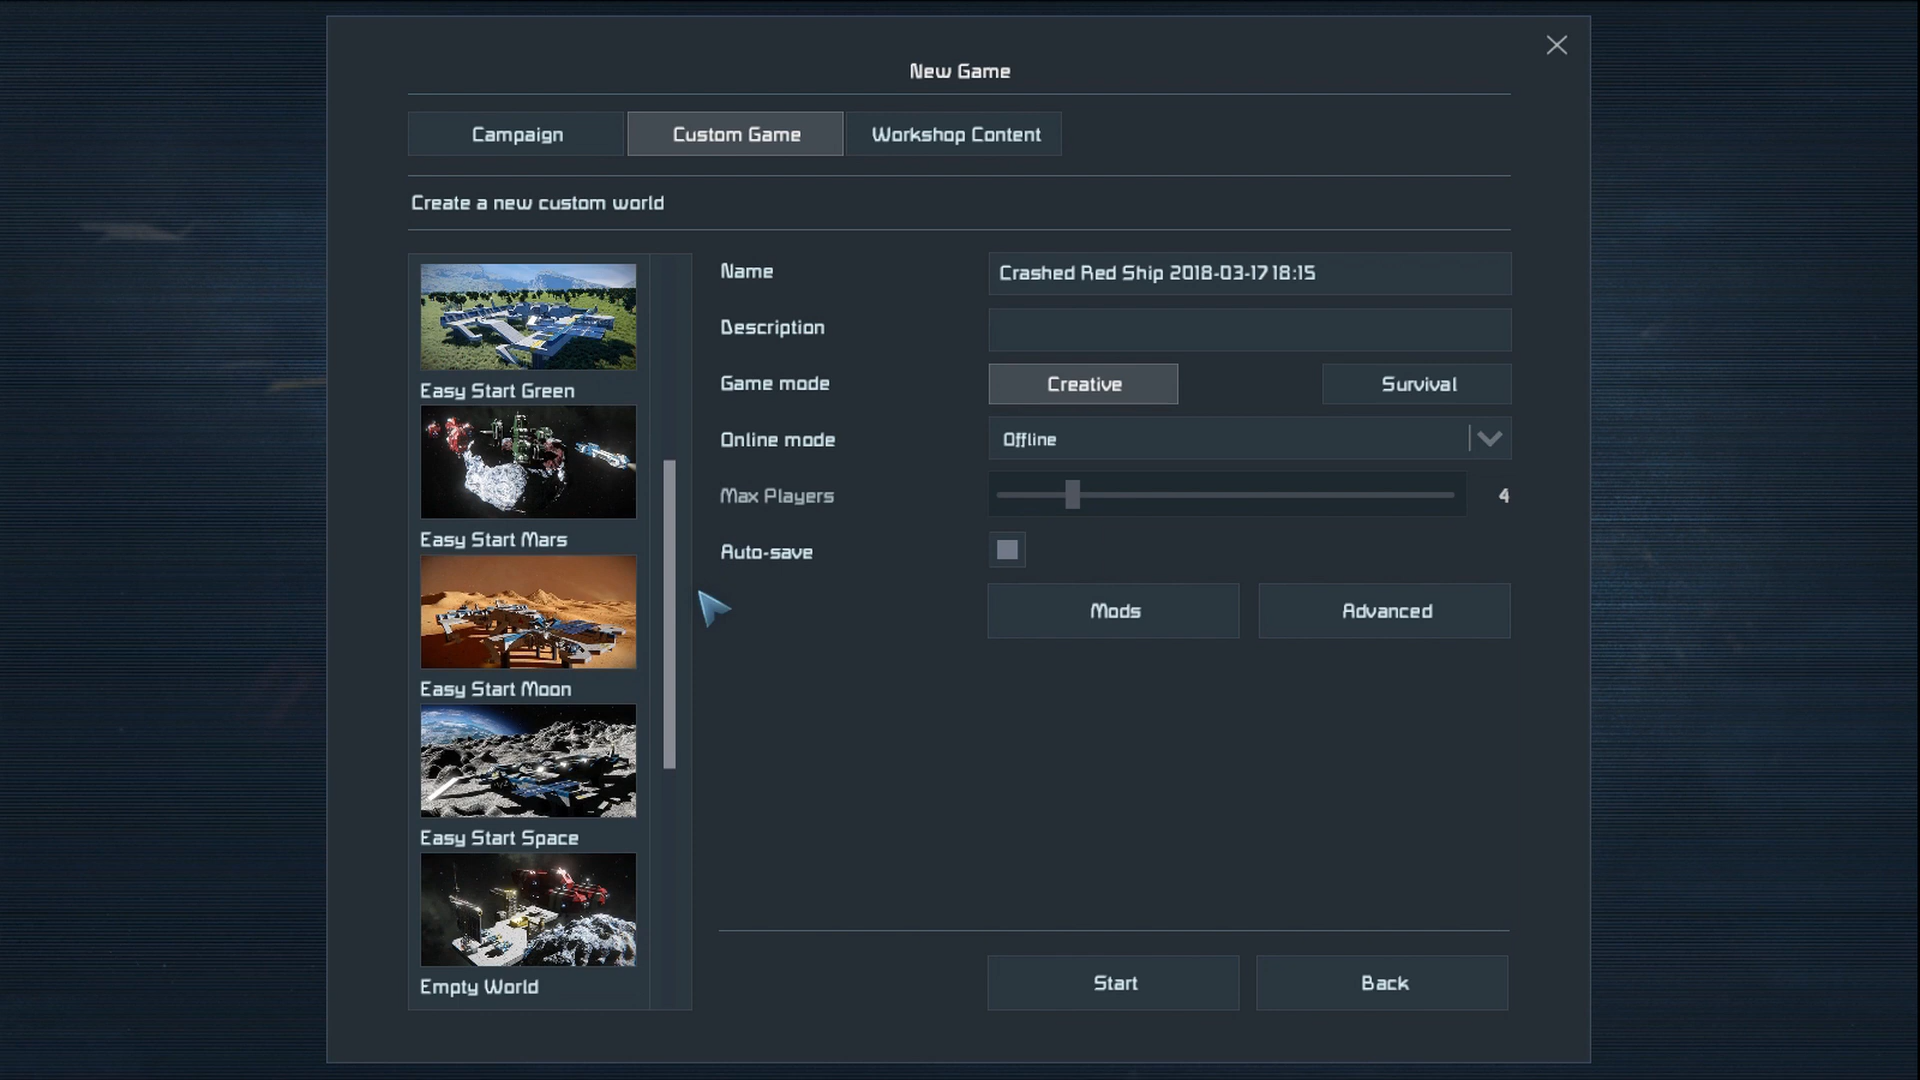 New Game
Campaign
Custom Game
Workshop Content
Create a new custom world
Easy Start Green
Easy Start Mars
Easy Start Moon
Easy Start Space
Empty World
Name
Crashed Red Ship 2018-03-17 18:15
Description
Game mode
Creative
Survival
Online mode
Offline
Max Players
4
Auto-save
Mods
Advanced
Start
Back